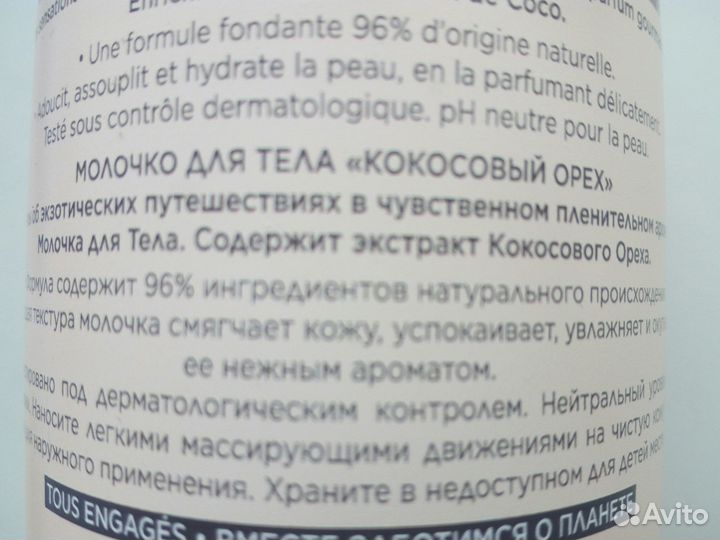 de Coco.
• Une formule fondante 96% d'origine naturelle.
Adoucit, assouplit et hydrate la peau, en la parfumant délicatement.
Testé sous contrôle dermatologique. pH neutre pour la peau.
МОЛОЧКО ДЛЯ ТЕЛА «КОКОСОВЫЙ ОРЕХ»
об экзотических путешествиях в чувственном пленительном
Молочка для Тела. Содержит экстракт Кокосового Ореха.
Формула содержит 96% ингредиентов натурального
текстура молочка смягчает кожу, успокаивает, увлажняет и
ее нежным ароматом.
под дерматологическим контролем. Нейтральный
Наносите легкими массирующими движениями на чистую
наружного применения. Храните в недоступном для детей
TOUS ENGAGÉS • ВМЕСТЕ ЗАБОТИМСЯ О ПЛАНЕТЕ
Avito